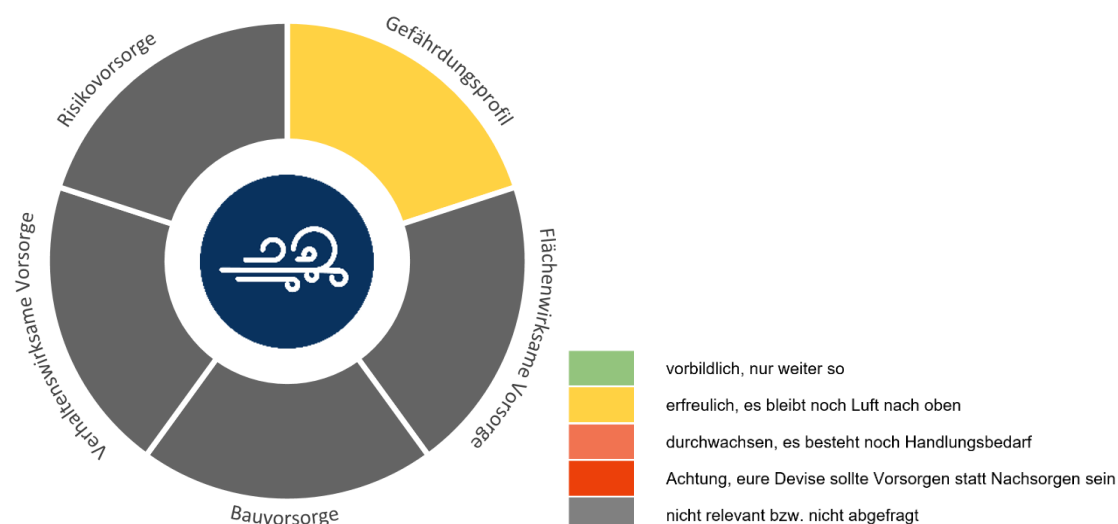 Risikovorsorge
Gefährdungsprofil
Flächenwirksame Vorsorge
Bauvorsorge
Verhaltenswirksame Vorsorge
vorbildlich, nur weiter so
erfreulich, es bleibt noch Luft nach oben
durchwachsen, es besteht noch Handlungsbedarf
Achtung, eure Devise sollte Vorsorgen statt Nachsorgen sein
nicht relevant bzw. nicht abgefragt